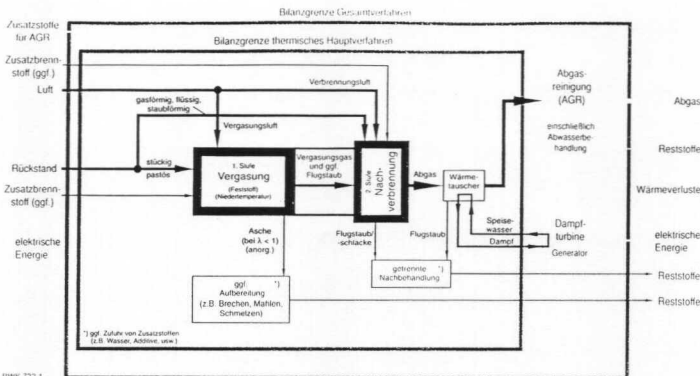 Bilanzgrenze Gesamtverfahren
Zusatzstoffe
für AGR
Bilanzgrenze thermisches Hauptverfahren
Zusatzbrenn-
stoff (ggf.)
Luft
Verbrennungsluft
gasförmig, flüssig,
staubförmig
Vergasungsluft
Abgas-
reinigung
(AGR)
einschließlich
Abwasserbe-
handlung
Abgas
Reststoffe
Wärmeverluste
elektrische
Energie
Reststoffe
Reststoffe
Rückstand
stückig
pastös
Zusatzbrenn-
stoff (ggf.)
elektrische
Energie
1. Stufe
Vergasung
(Feststoff)
(Niedertemperatur)
Vergasungsgas
und ggf.
Flugstaub
2. Stufe
Nach-
verbrennung
Abgas
Wärme-
tauscher
Speise-
wasser
Dampf
Dampf-
turbine
Generator
Asche
(bei λ < 1)
(anorg.)
Flugstaub/
-schlacke
Flugstaub
getrennte *)
Nachbehandlung
ggf. *)
Aufbereitung
(z.B. Brechen, Mahlen,
Schmelzen)
*) ggf. Zufuhr von Zusatzstoffen
(z.B. Wasser, Additive, usw.)